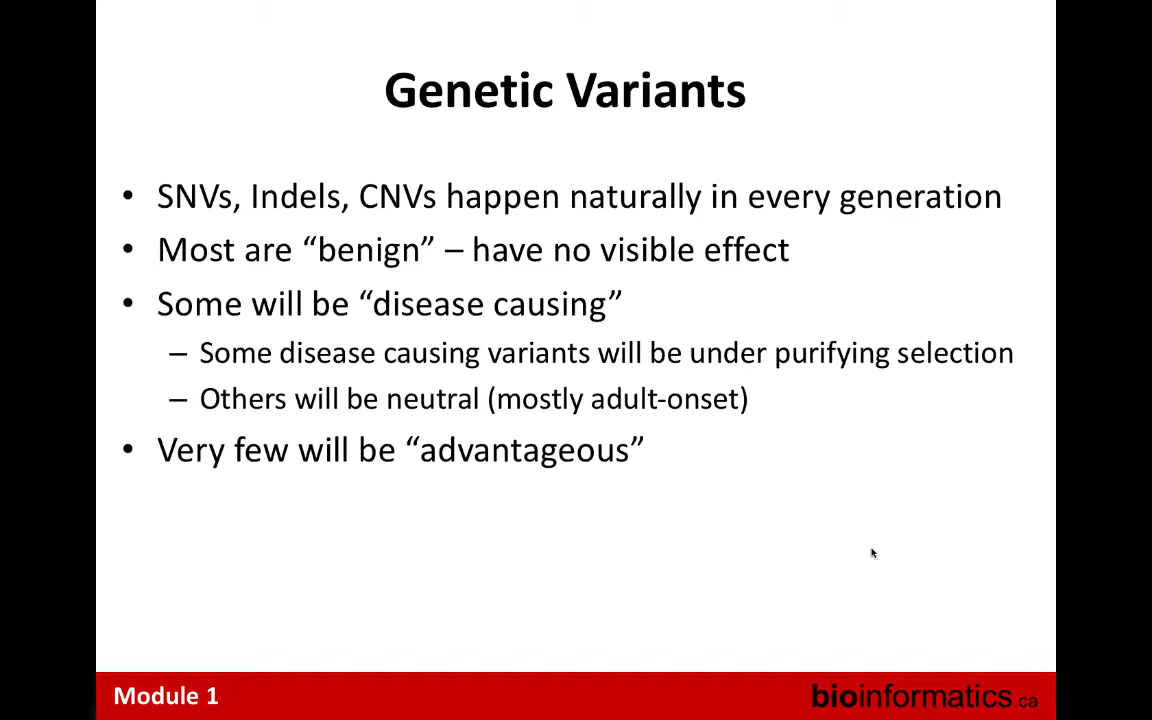 Genetic Variants
• SNVs, Indels, CNVs happen naturally in every generation
• Most are “benign” – have no visible effect
• Some will be “disease causing”
– Some disease causing variants will be under purifying selection
– Others will be neutral (mostly adult-onset)
• Very few will be “advantageous”
Module 1
bioinformatics.ca